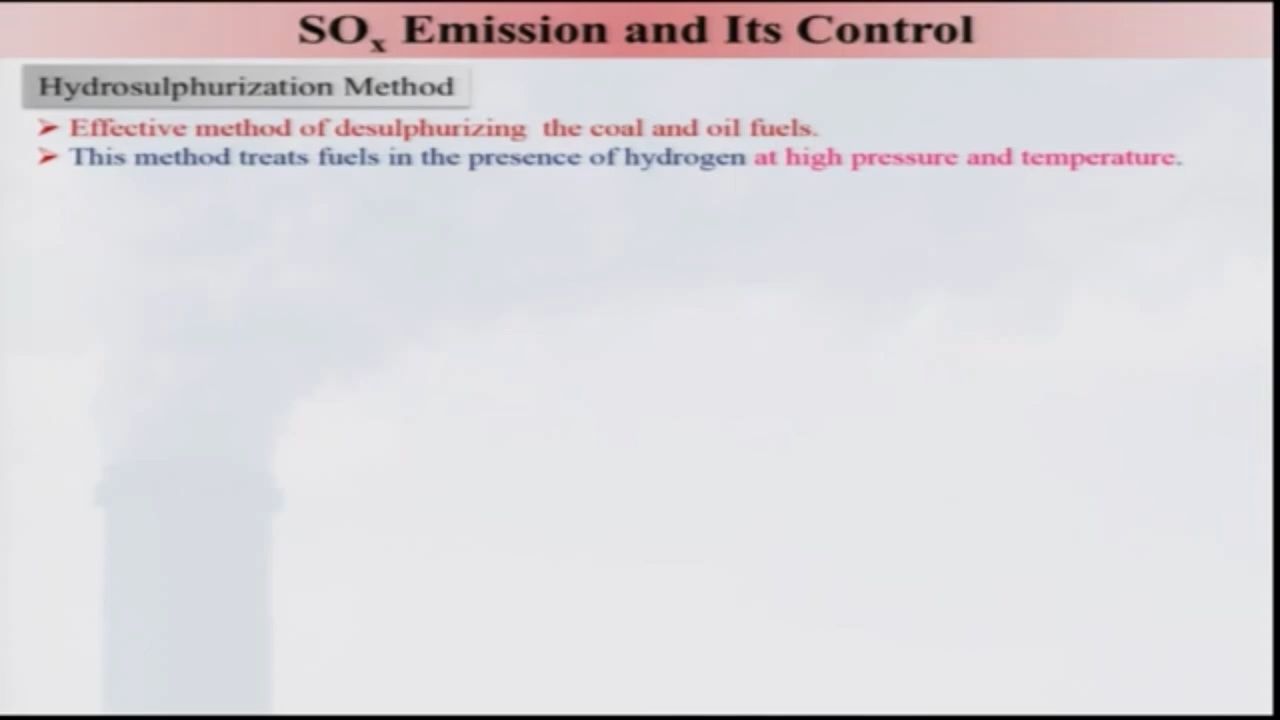 SOx Emission and Its Control
Hydrosulphurization Method
➢ Effective method of desulphurizing the coal and oil fuels.
➢ This method treats fuels in the presence of hydrogen at high pressure and temperature.